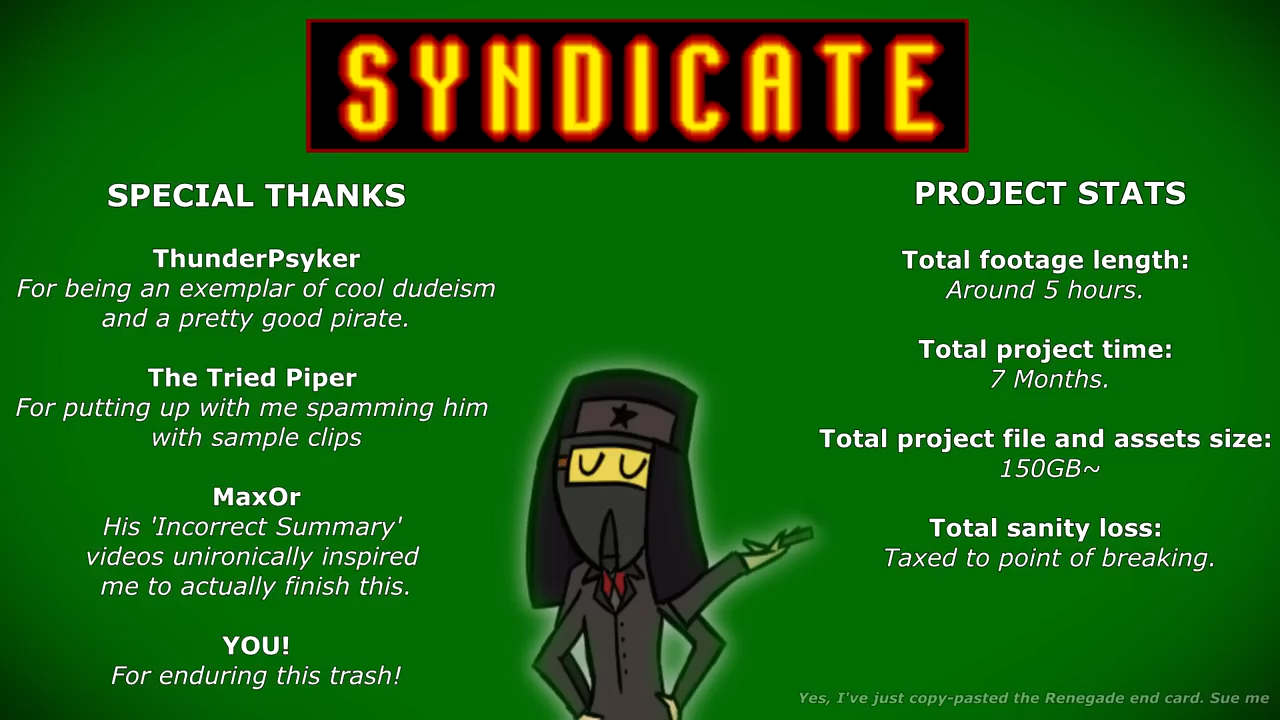 SYNDICATE
SPECIAL THANKS
ThunderPsyker
For being an exemplar of cool dudeism
and a pretty good pirate.
The Tried Piper
For putting up with me spamming him
with sample clips
MaxOr
His 'Incorrect Summary'
videos unironically inspired
me to actually finish this.
YOU!
For enduring this trash!
PROJECT STATS
Total footage length:
Around 5 hours.
Total project time:
7 Months.
Total project file and assets size:
150GB~
Total sanity loss:
Taxed to point of breaking.
Yes, I've just copy-pasted the Renegade end card. Sue me